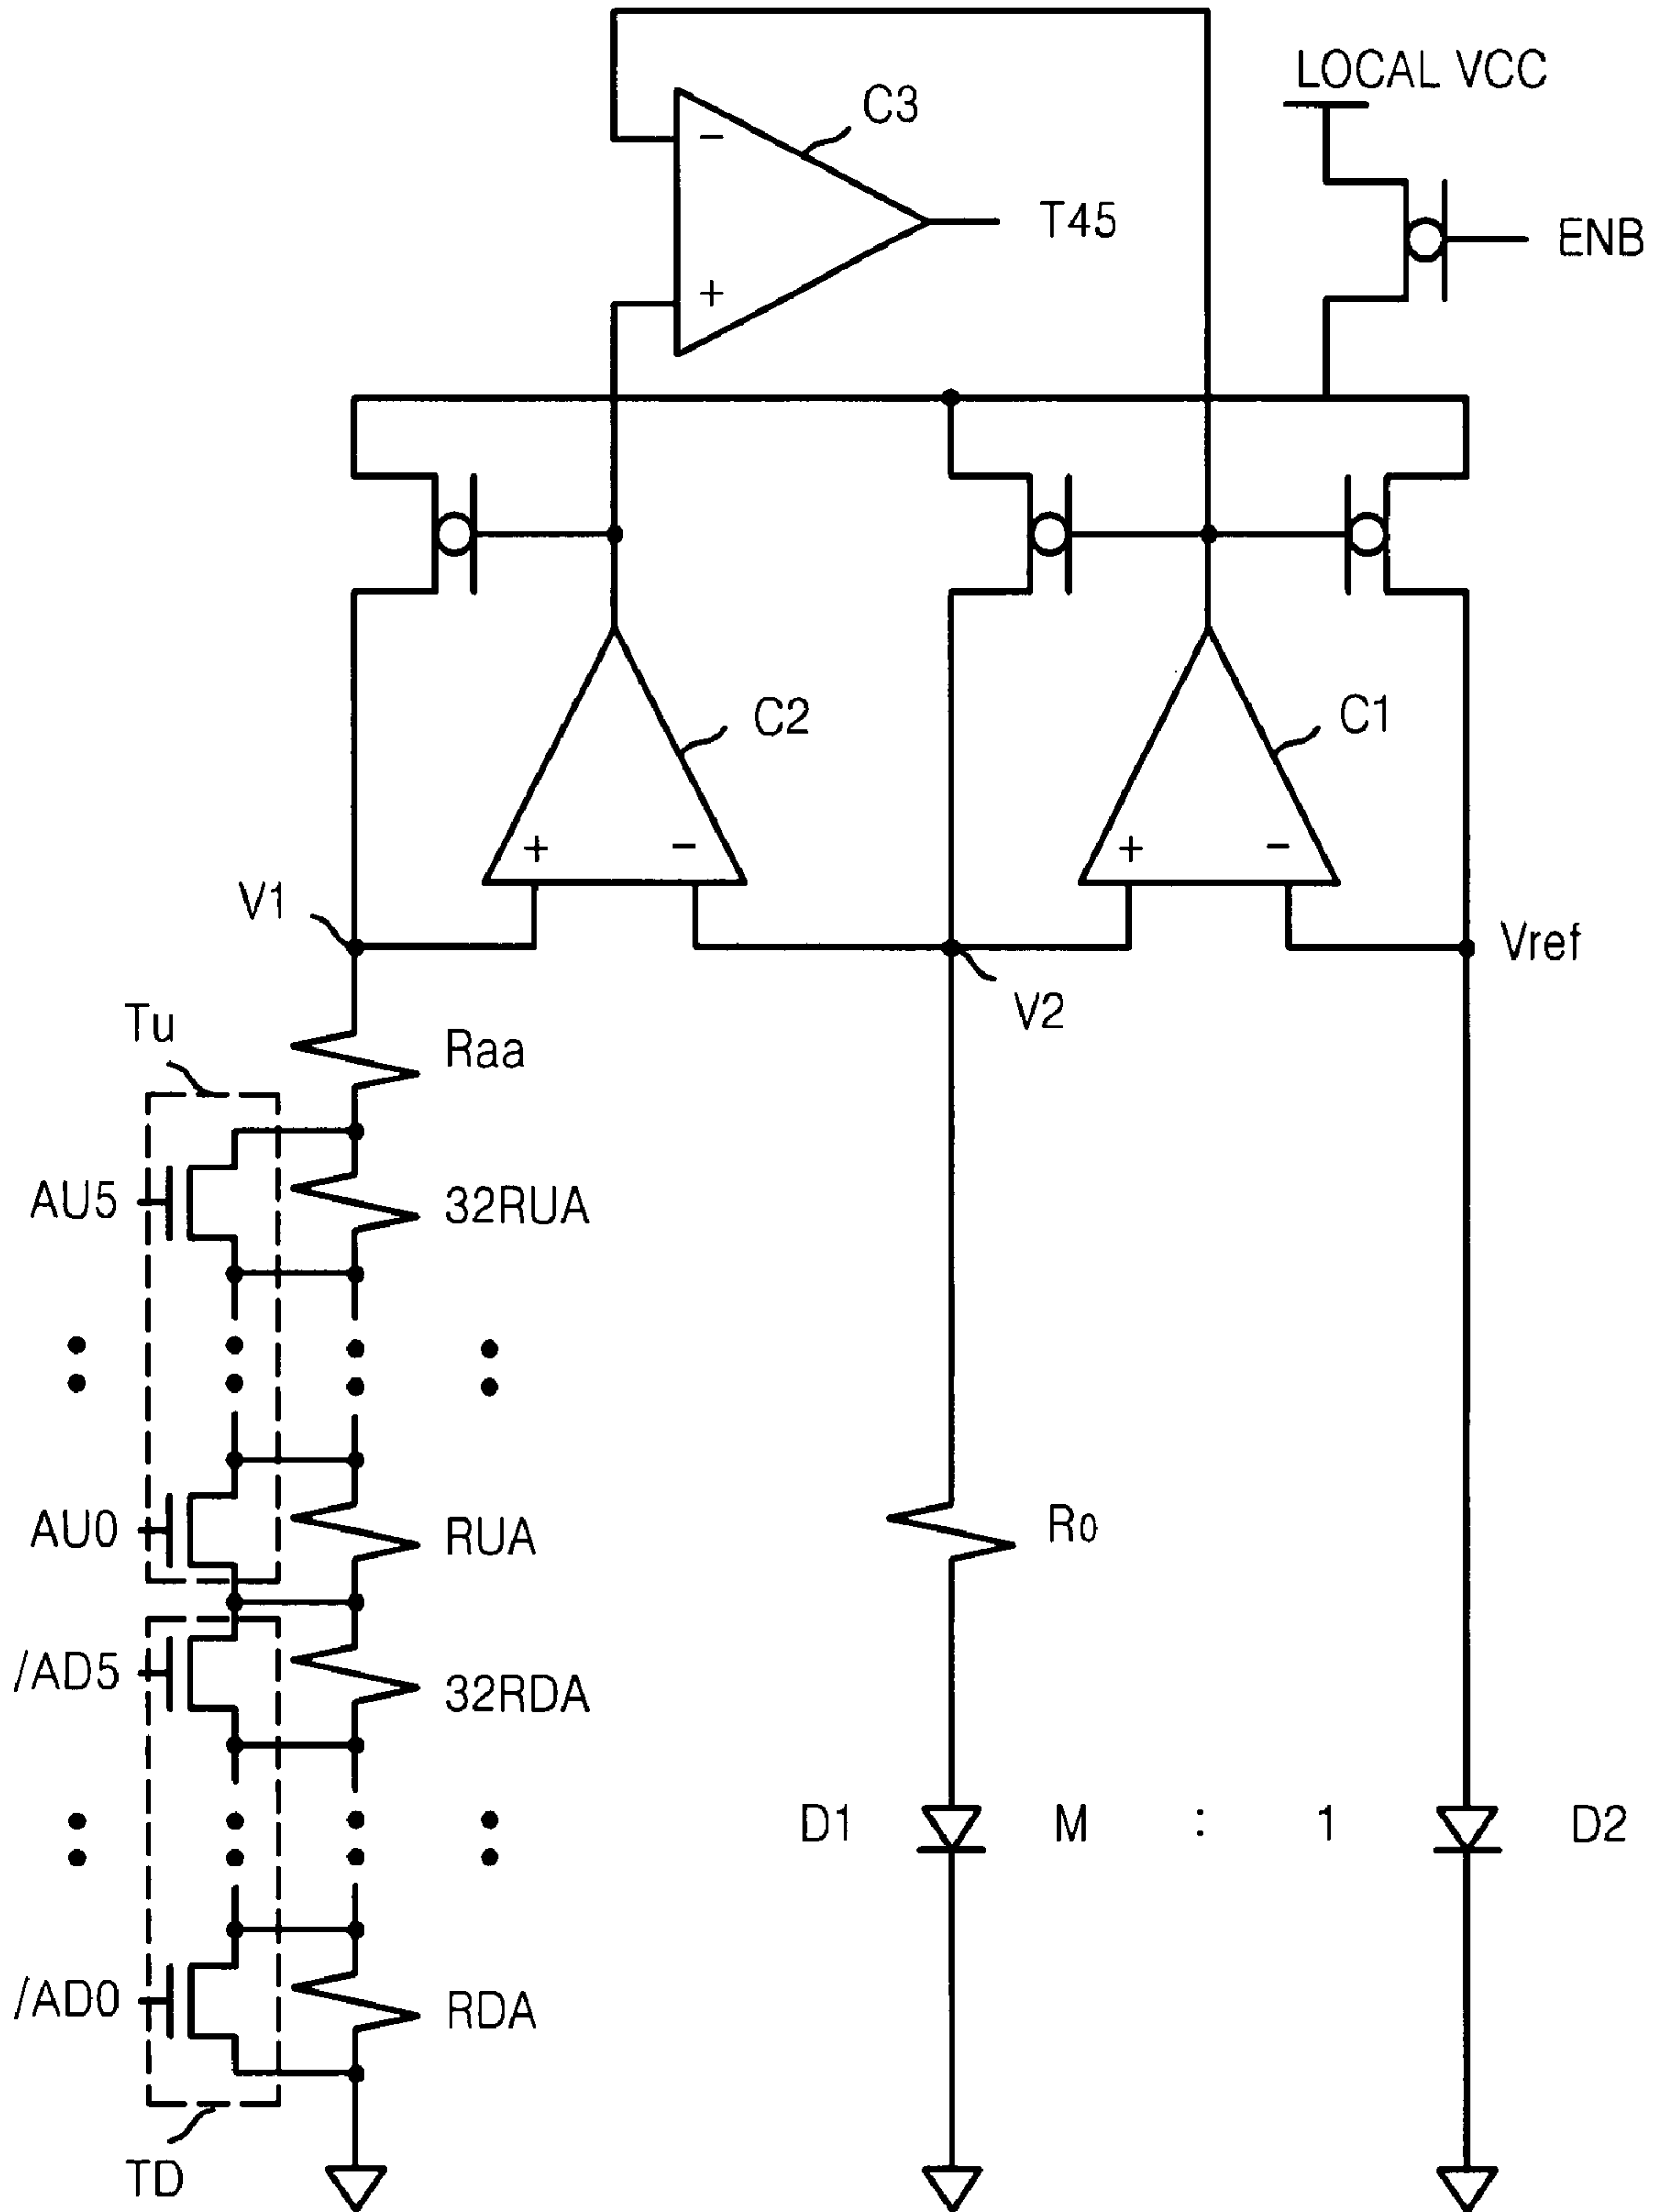 LOCAL VCC
C3
−
T45
ENB
+
C2
C1
+ −
+ −
V1
Vref
V2
Tu
Raa
AU5
32RUA
AU0
RUA
R0
/AD5
32RDA
D1 M : 1 D2
/AD0
RDA
TD